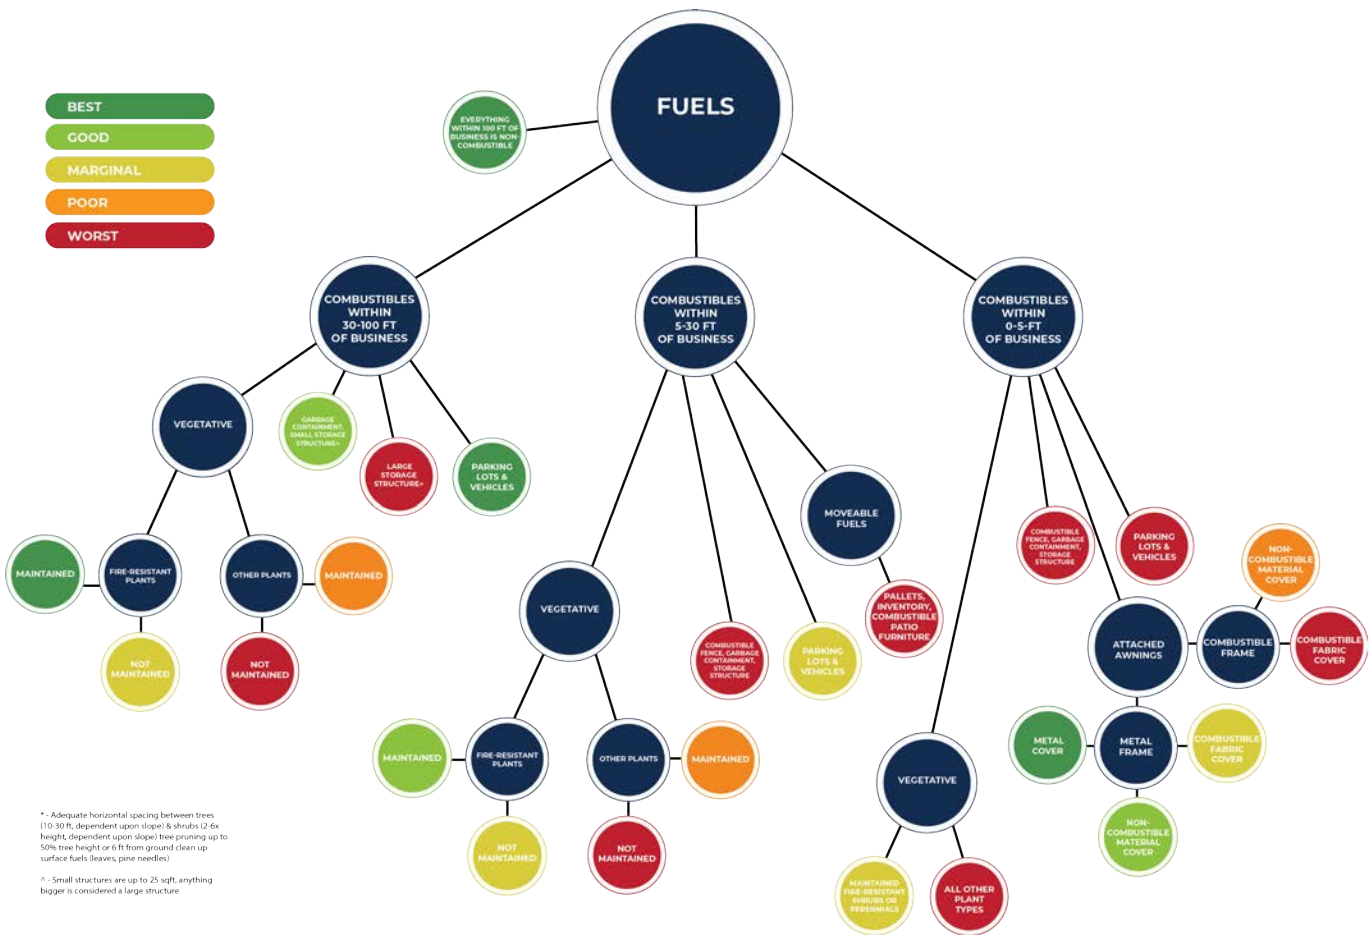 BEST
GOOD
MARGINAL
POOR
WORST
FUELS
EVERYTHING
WITHIN 100 FT OF
BUSINESS IS NON-
COMBUSTIBLE
COMBUSTIBLES
WITHIN
30-100 FT
OF BUSINESS
COMBUSTIBLES
WITHIN
5-30 FT
OF BUSINESS
COMBUSTIBLES
WITHIN
0-5-FT
OF BUSINESS
VEGETATIVE
GARBAGE
CONTAINMENT,
SMALL STORAGE
STRUCTURE^
LARGE
STORAGE
STRUCTURE^
PARKING
LOTS &
VEHICLES
MAINTAINED
FIRE-RESISTANT
PLANTS
OTHER PLANTS
MAINTAINED
NOT
MAINTAINED
NOT
MAINTAINED
VEGETATIVE
COMBUSTIBLE
FENCE, GARBAGE
CONTAINMENT,
STORAGE
STRUCTURE
PARKING
LOTS &
VEHICLES
MOVEABLE
FUELS
PALLETS,
INVENTORY,
COMBUSTIBLE
PATIO
FURNITURE
MAINTAINED
FIRE-RESISTANT
PLANTS
OTHER PLANTS
MAINTAINED
NOT
MAINTAINED
NOT
MAINTAINED
COMBUSTIBLE
FENCE, GARBAGE
CONTAINMENT,
STORAGE
STRUCTURE
PARKING
LOTS &
VEHICLES
NON-
COMBUSTIBLE
MATERIAL
COVER
ATTACHED
AWNINGS
COMBUSTIBLE
FRAME
COMBUSTIBLE
FABRIC
COVER
METAL
COVER
METAL
FRAME
COMBUSTIBLE
FABRIC
COVER
NON-
COMBUSTIBLE
MATERIAL
COVER
VEGETATIVE
MAINTAINED
FIRE-RESISTANT
SHRUBS OR
PERENNIALS
ALL OTHER
PLANT
TYPES
* - Adequate horizontal spacing between trees
(10-30 ft, dependent upon slope) & shrubs (2-6x
height, dependent upon slope) tree pruning up to
50% tree height or 6 ft from ground clean up
surface fuels (leaves, pine needles)
^ - Small structures are up to 25 sqft, anything
bigger is considered a large structure